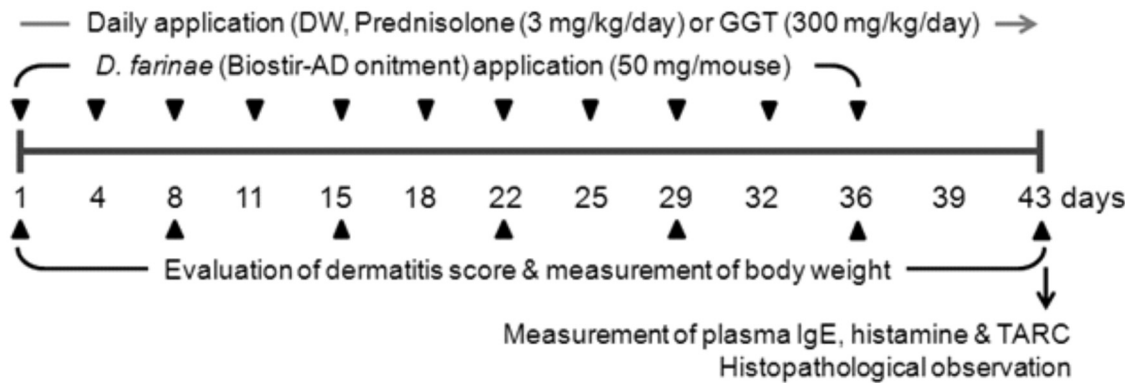 Daily application (DW, Prednisolone (3 mg/kg/day) or GGT (300 mg/kg/day)
D. farinae (Biostir-AD onitment) application (50 mg/mouse)
1 4 8 11 15 18 22 25 29 32 36 39 43 days
Evaluation of dermatitis score & measurement of body weight
Measurement of plasma IgE, histamine & TARC
Histopathological observation